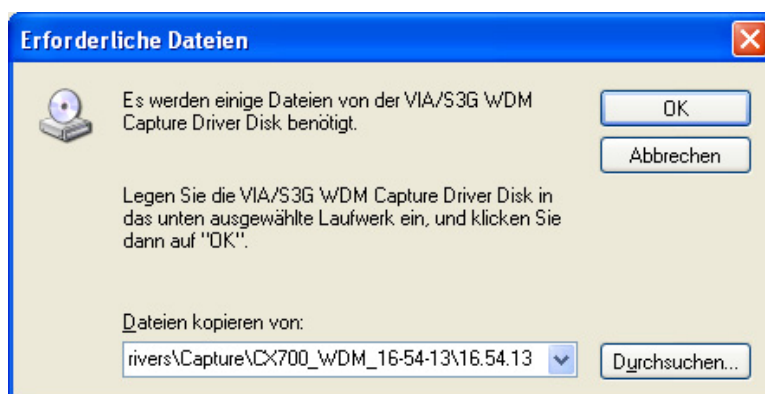 Erforderliche Dateien
Es werden einige Dateien von der VIA/S3G WDM
Capture Driver Disk benötigt.
OK
Abbrechen
Legen Sie die VIA/S3G WDM Capture Driver Disk in
das unten ausgewählte Laufwerk ein, und klicken Sie
dann auf "OK".
Dateien kopieren von:
rivers\Capture\CX700_WDM_16-54-13\16.54.13
Durchsuchen...